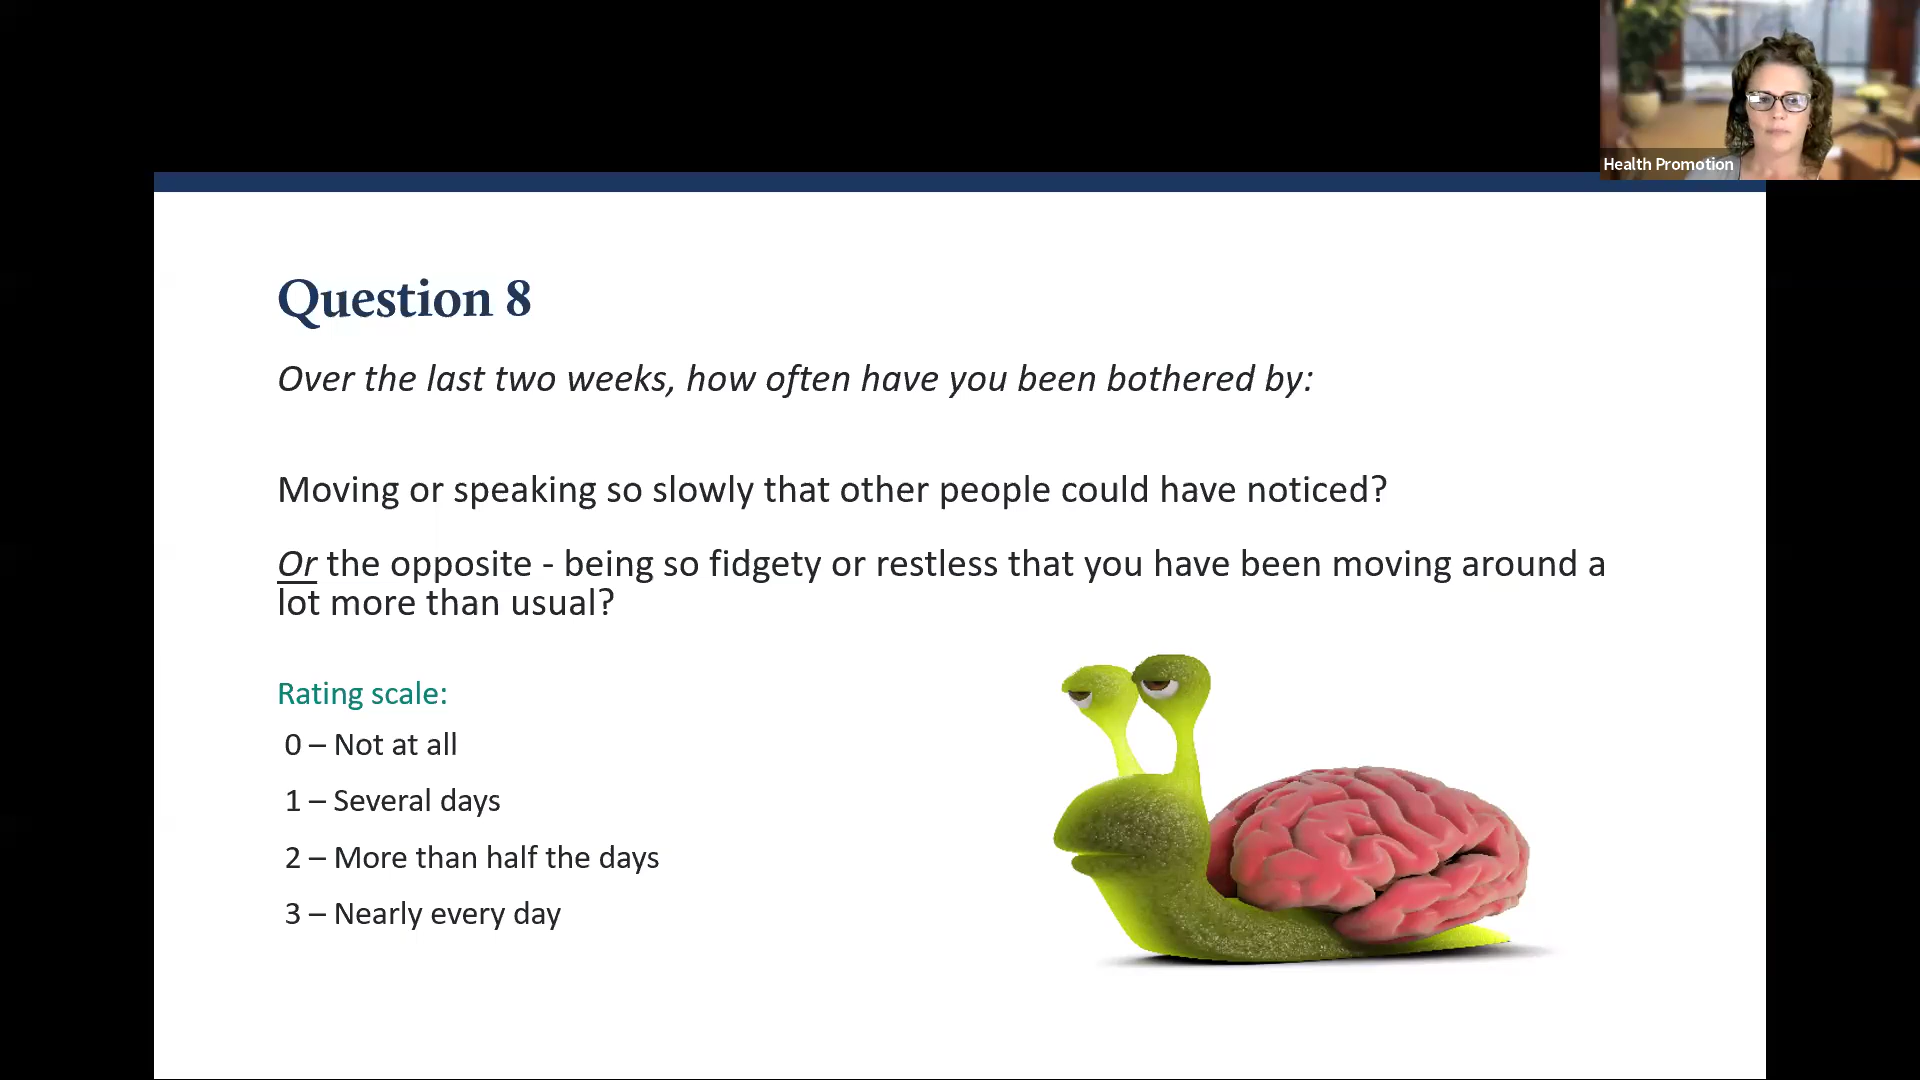 Health Promotion
Question 8
Over the last two weeks, how often have you been bothered by:
Moving or speaking so slowly that other people could have noticed?
Or the opposite - being so fidgety or restless that you have been moving around a
lot more than usual?
Rating scale:
0 – Not at all
1 – Several days
2 – More than half the days
3 – Nearly every day